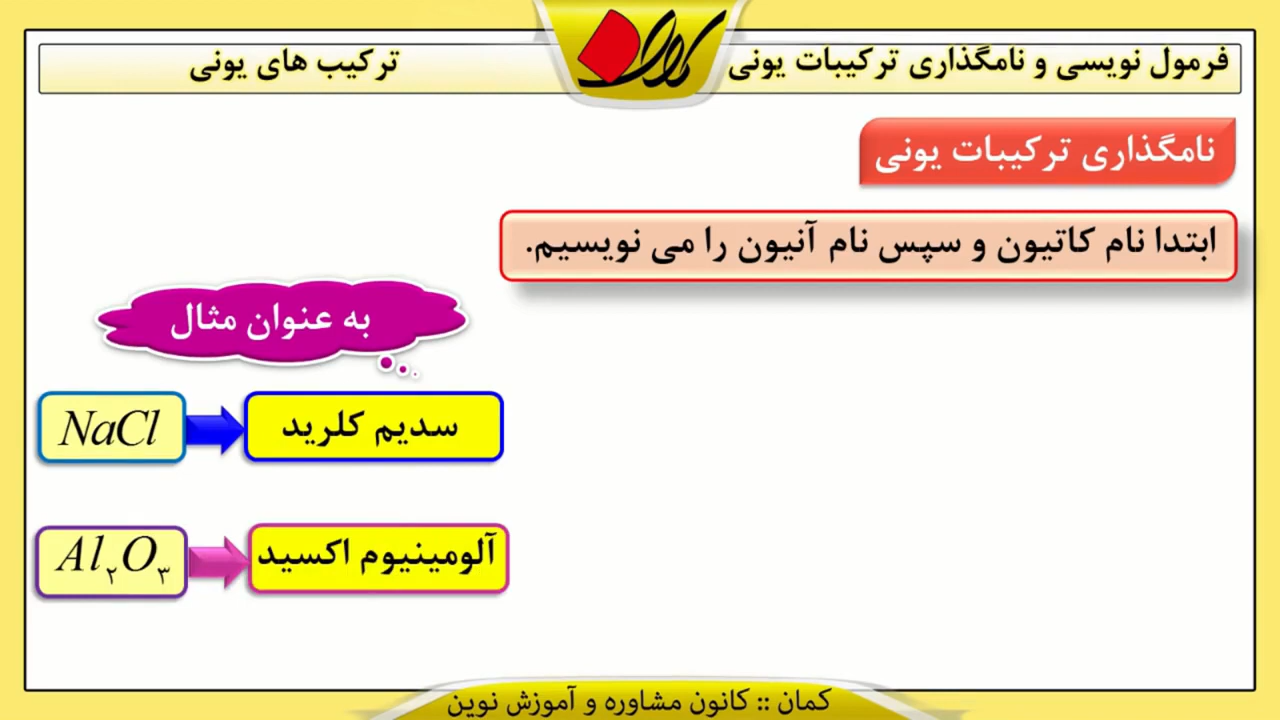 فرمول نویسی و نامگذاری ترکیبات یونی
ترکیب های یونی
نامگذاری ترکیبات یونی
ابتدا نام کاتیون و سپس نام آنیون را می نویسیم.
به عنوان مثال
NaCl
سدیم کلرید
Al۲O۳
آلومینیوم اکسید
کمان :: کانون مشاوره و آموزش نوین